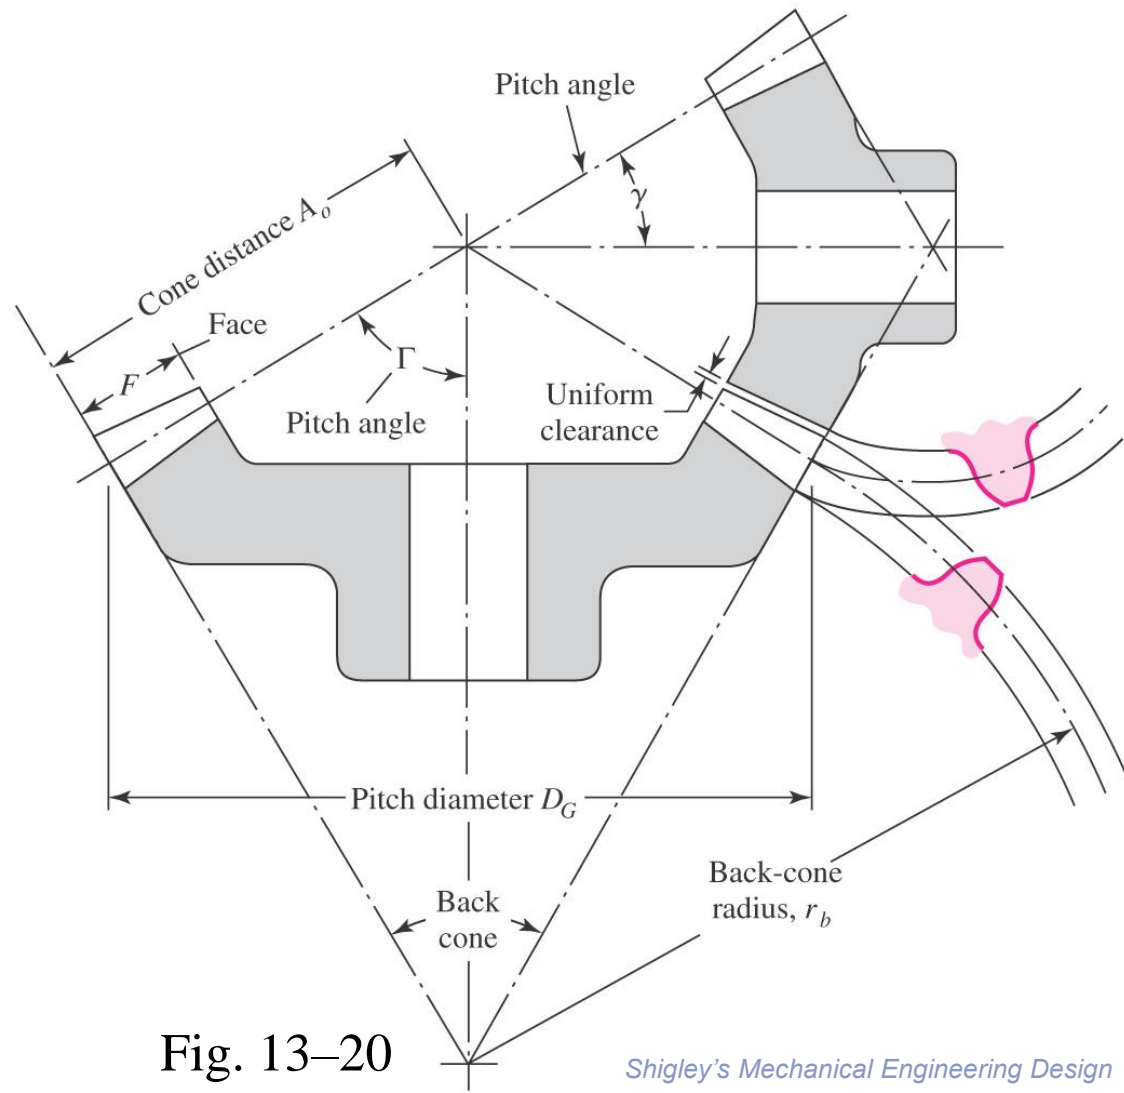 Pitch angle
γ
Cone distance Aₒ
Face
F
Γ
Pitch angle
Uniform
clearance
Pitch diameter D_G
Back-cone
radius, r_b
Back
cone
Fig. 13–20
Shigley's Mechanical Engineering Design